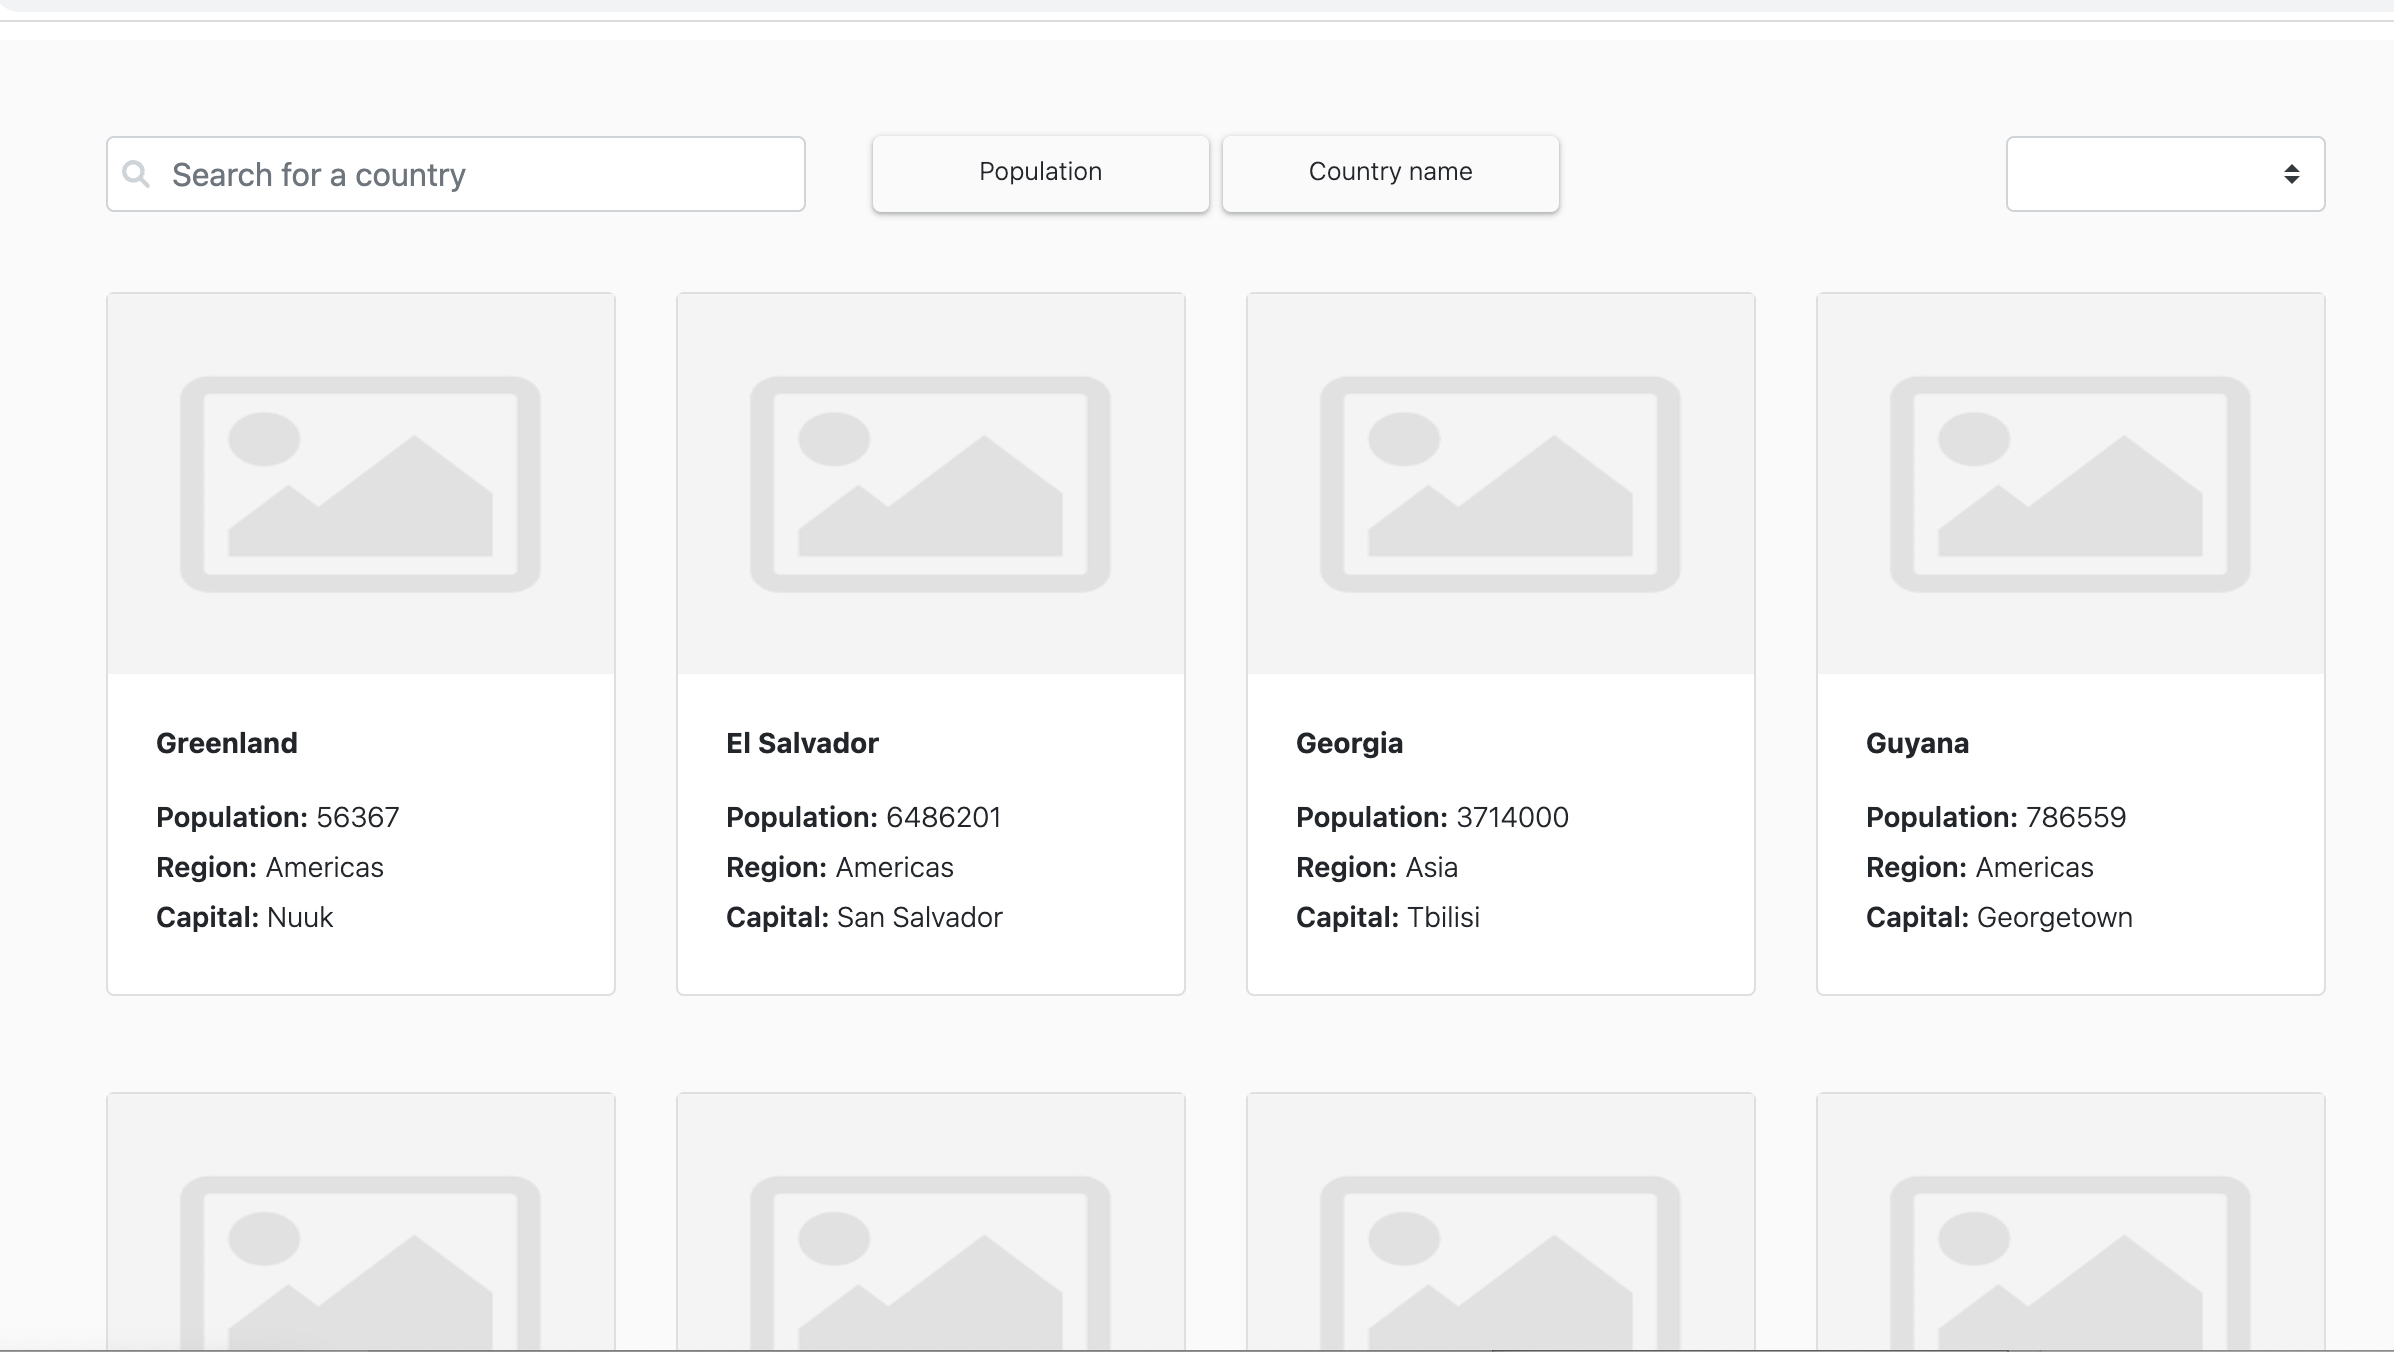 Search for a country
Population
Country name
Greenland
Population: 56367
Region: Americas
Capital: Nuuk
El Salvador
Population: 6486201
Region: Americas
Capital: San Salvador
Georgia
Population: 3714000
Region: Asia
Capital: Tbilisi
Guyana
Population: 786559
Region: Americas
Capital: Georgetown